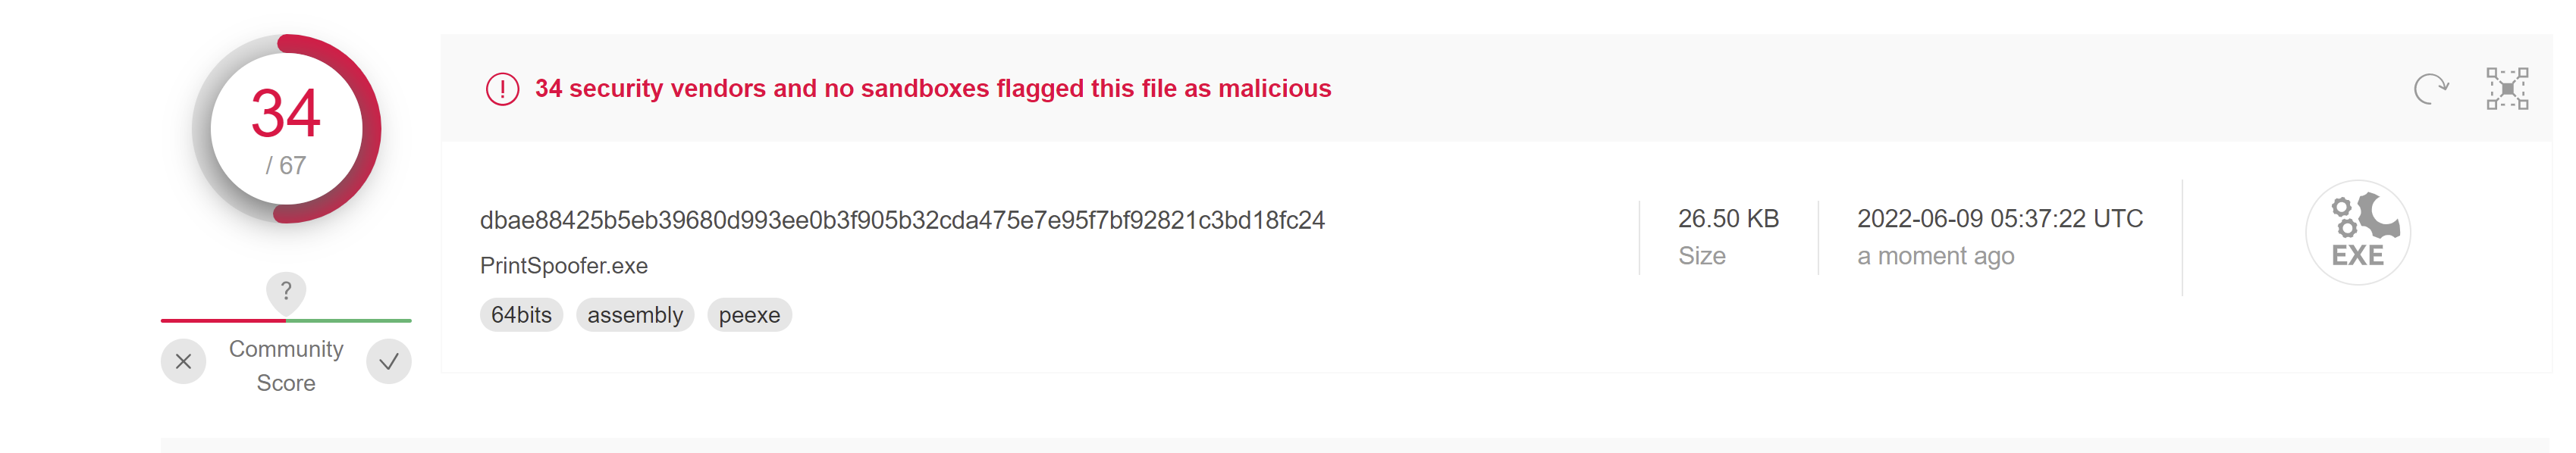 34
/ 67
?
Community
Score
34 security vendors and no sandboxes flagged this file as malicious
dbae88425b5eb39680d993ee0b3f905b32cda475e7e95f7bf92821c3bd18fc24
PrintSpoofer.exe
64bits assembly peexe
26.50 KB
Size
2022-06-09 05:37:22 UTC
a moment ago
EXE